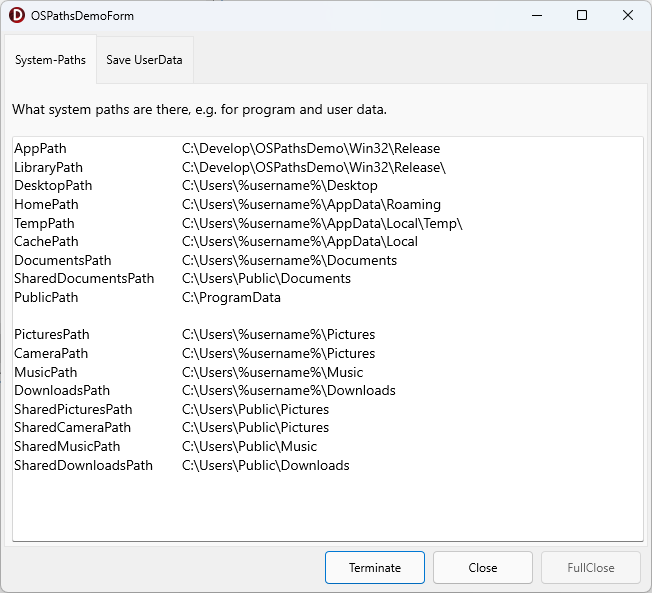 OSPathsDemoForm
System-Paths Save UserData
What system paths are there, e.g. for program and user data.
AppPath C:\Develop\OSPathsDemo\Win32\Release
LibraryPath C:\Develop\OSPathsDemo\Win32\Release\
DesktopPath C:\Users\%username%\Desktop
HomePath C:\Users\%username%\AppData\Roaming
TempPath C:\Users\%username%\AppData\Local\Temp\
CachePath C:\Users\%username%\AppData\Local
DocumentsPath C:\Users\%username%\Documents
SharedDocumentsPath C:\Users\Public\Documents
PublicPath C:\ProgramData
PicturesPath C:\Users\%username%\Pictures
CameraPath C:\Users\%username%\Pictures
MusicPath C:\Users\%username%\Music
DownloadsPath C:\Users\%username%\Downloads
SharedPicturesPath C:\Users\Public\Pictures
SharedCameraPath C:\Users\Public\Pictures
SharedMusicPath C:\Users\Public\Music
SharedDownloadsPath C:\Users\Public\Downloads
Terminate Close FullClose